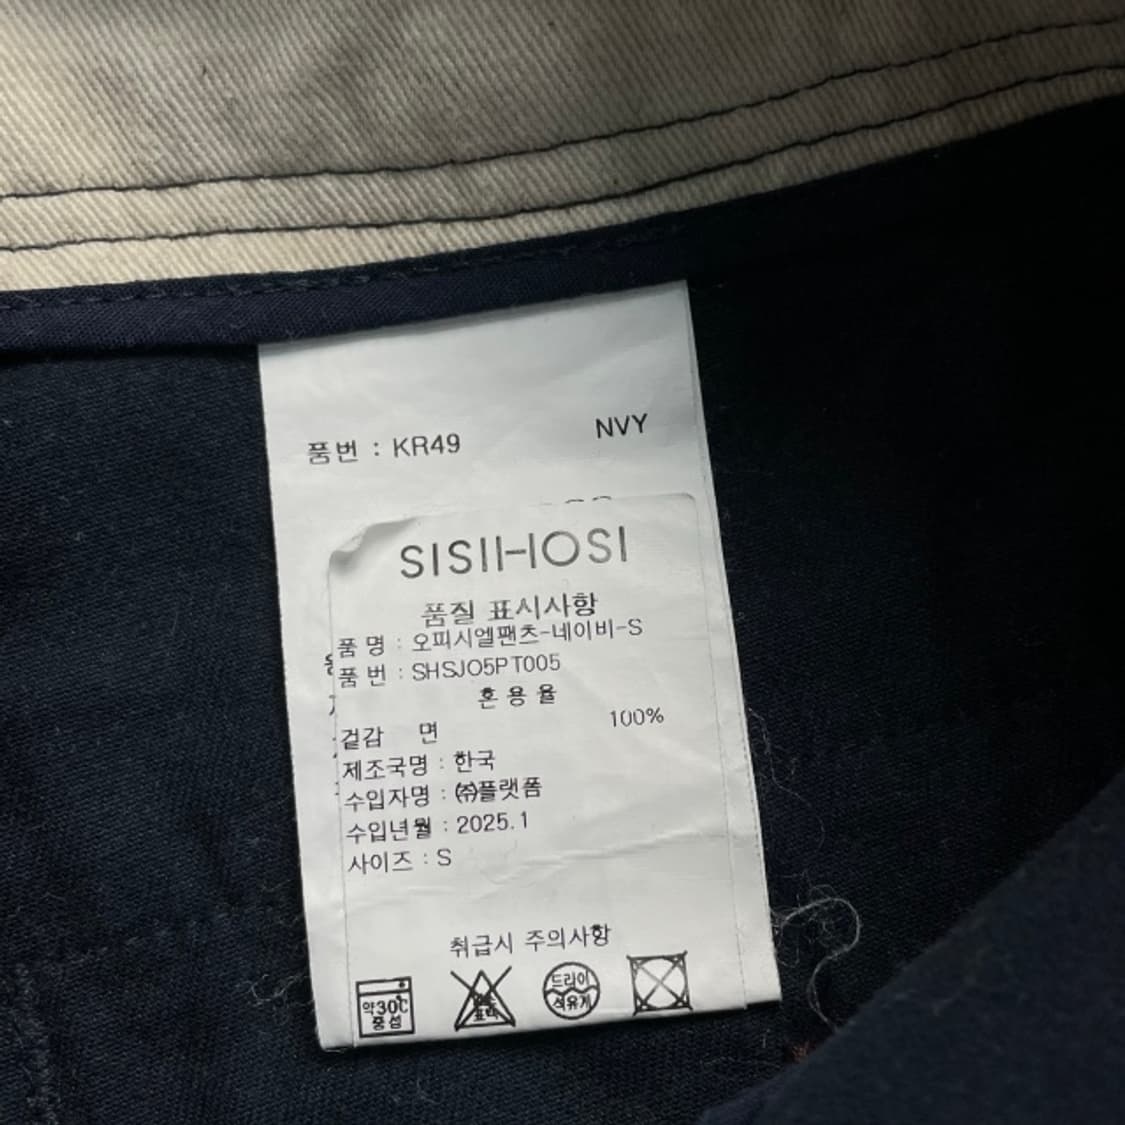 품번 : KR49
NVY
SISIIHOSI
품질 표시사항
품 명 : 오피시엘팬츠-네이비-S
품 번 : SHSJO5PT005
혼 용 율
겉감 면 100%
제조국명 : 한국
수입자명 : ㈜플랫폼
수입년월 : 2025.1
사이즈 : S
취급시 주의사항
약30℃
중성
드라이
석유계